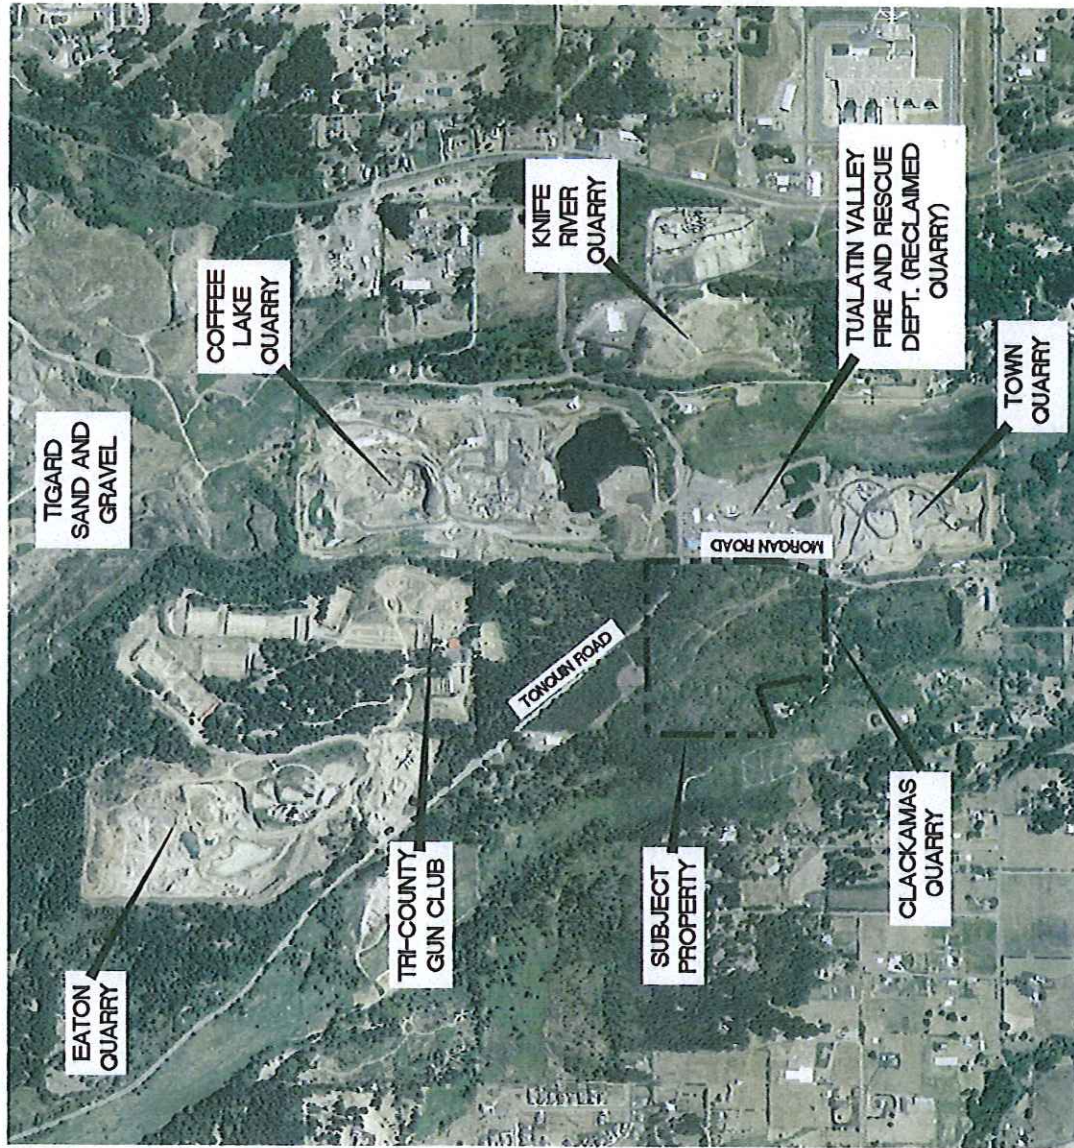 EATON
QUARRY
TIGARD
SAND AND
GRAVEL
COFFEE
LAKE
QUARRY
TRI-COUNTY
GUN CLUB
TONQUIN ROAD
KNIFE
RIVER
QUARRY
SUBJECT
PROPERTY
MORGAN ROAD
TUALATIN VALLEY
FIRE AND RESCUE
DEPT. (RECLAIMED
QUARRY)
CLACKAMAS
QUARRY
TOWN
QUARRY